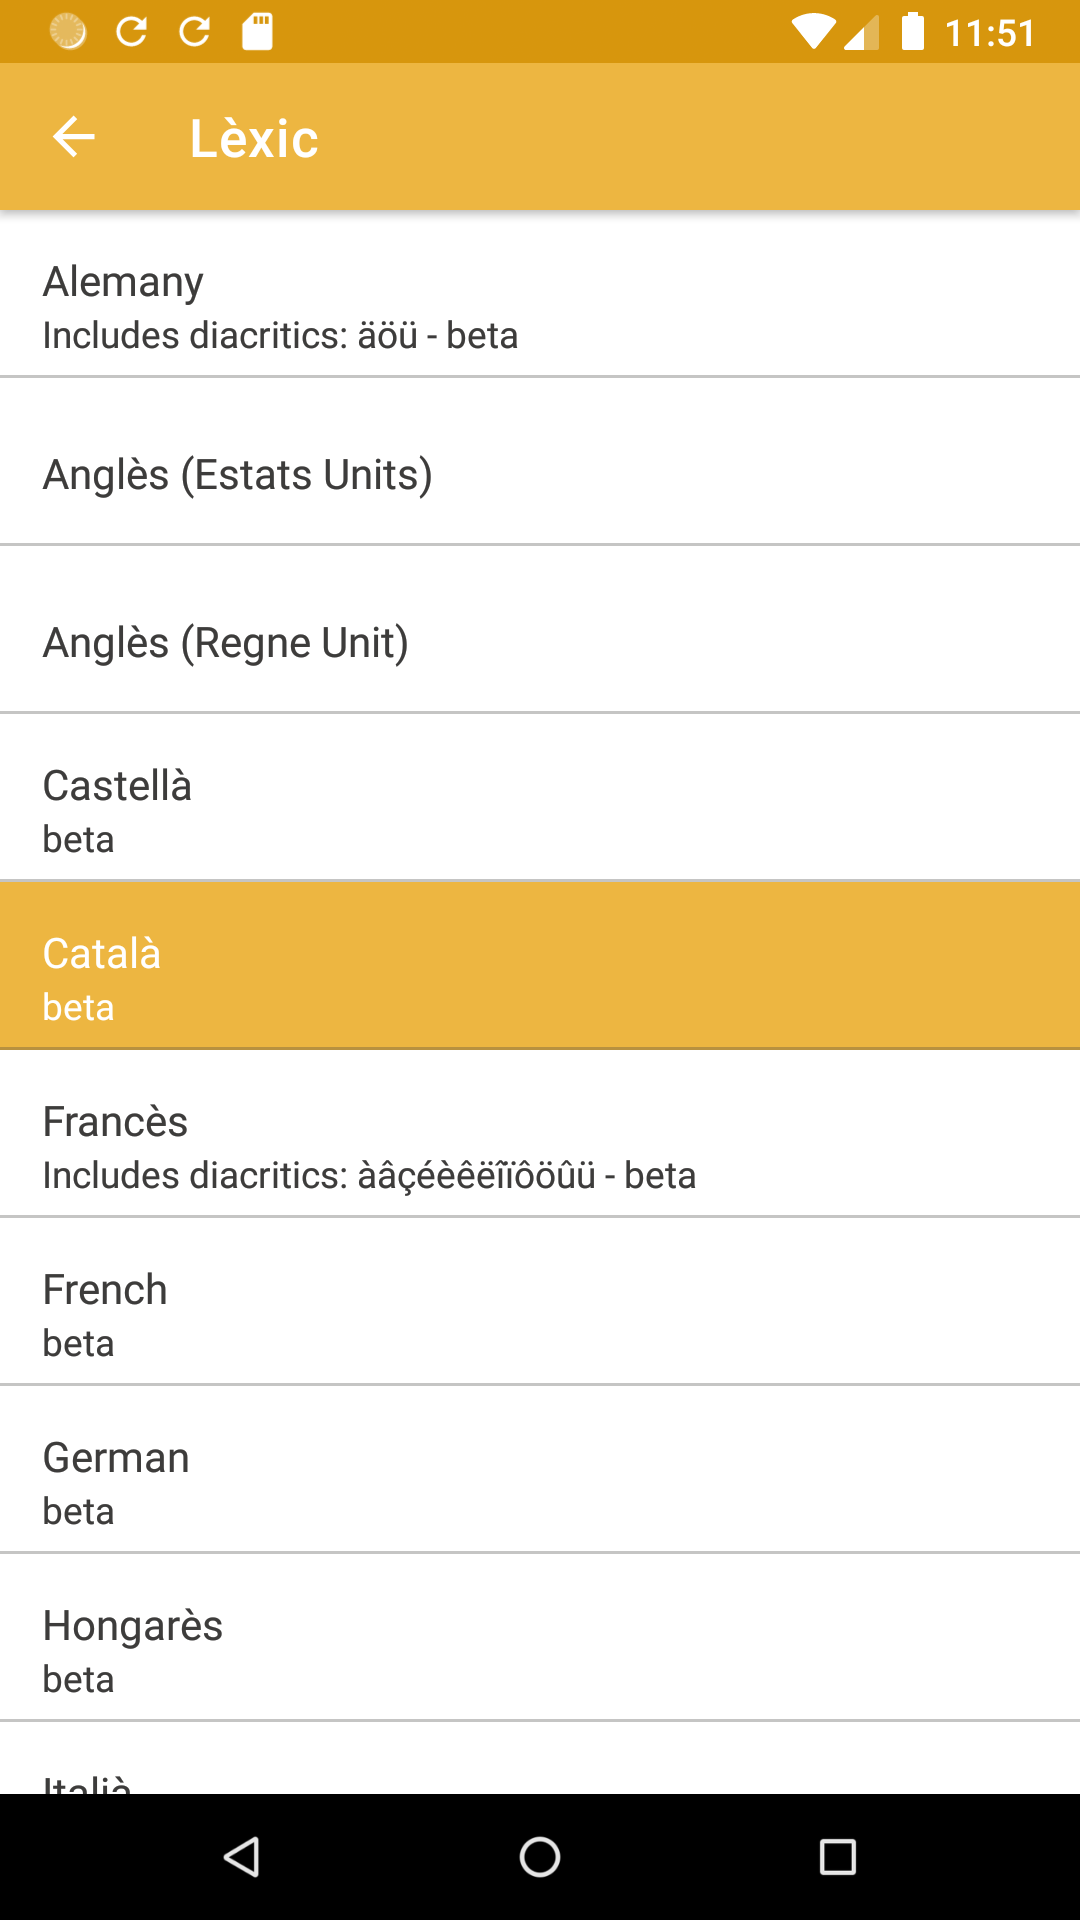 11:51
Lèxic
Alemany
Includes diacritics: äöü - beta
Anglès (Estats Units)
Anglès (Regne Unit)
Castellà
beta
Català
beta
Francès
Includes diacritics: àâçéèêëîïôöûü - beta
French
beta
German
beta
Hongarès
beta
Italià